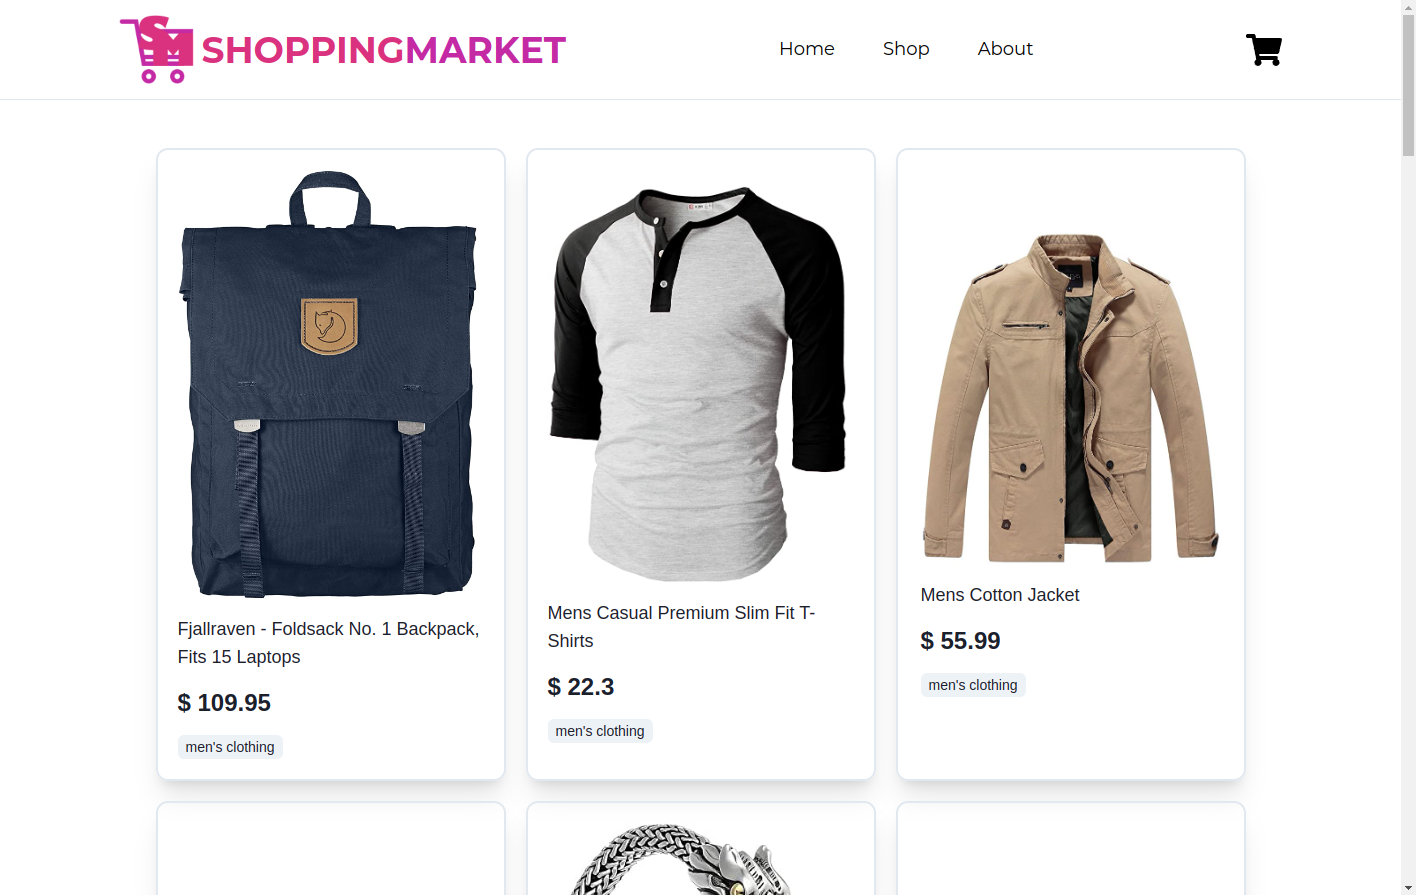 SM SHOPPINGMARKET
Home Shop About
Fjallraven - Foldsack No. 1 Backpack,
Fits 15 Laptops
$ 109.95
men's clothing
Mens Casual Premium Slim Fit T-
Shirts
$ 22.3
men's clothing
Mens Cotton Jacket
$ 55.99
men's clothing